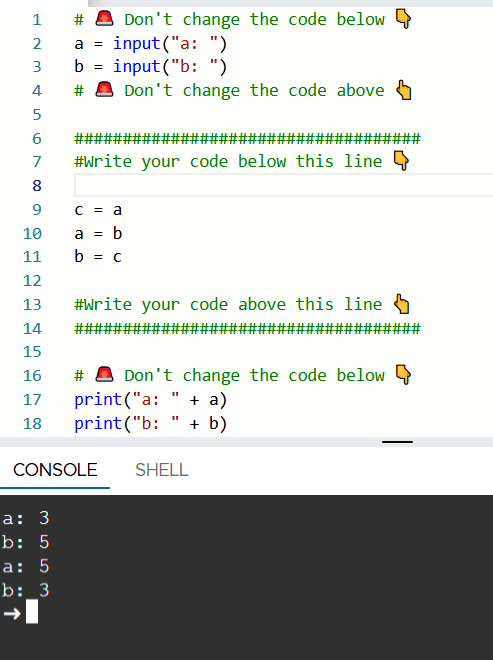 1 # 🚨 Don't change the code below 👇
2 a = input("a: ")
3 b = input("b: ")
4 # 🚨 Don't change the code above 👆
5
6 ####################################
7 #Write your code below this line 👇
8
9 c = a
10 a = b
11 b = c
12
13 #Write your code above this line 👆
14 ####################################
15
16 # 🚨 Don't change the code below 👇
17 print("a: " + a)
18 print("b: " + b)
CONSOLE SHELL
a: 3
b: 5
a: 5
b: 3
➜